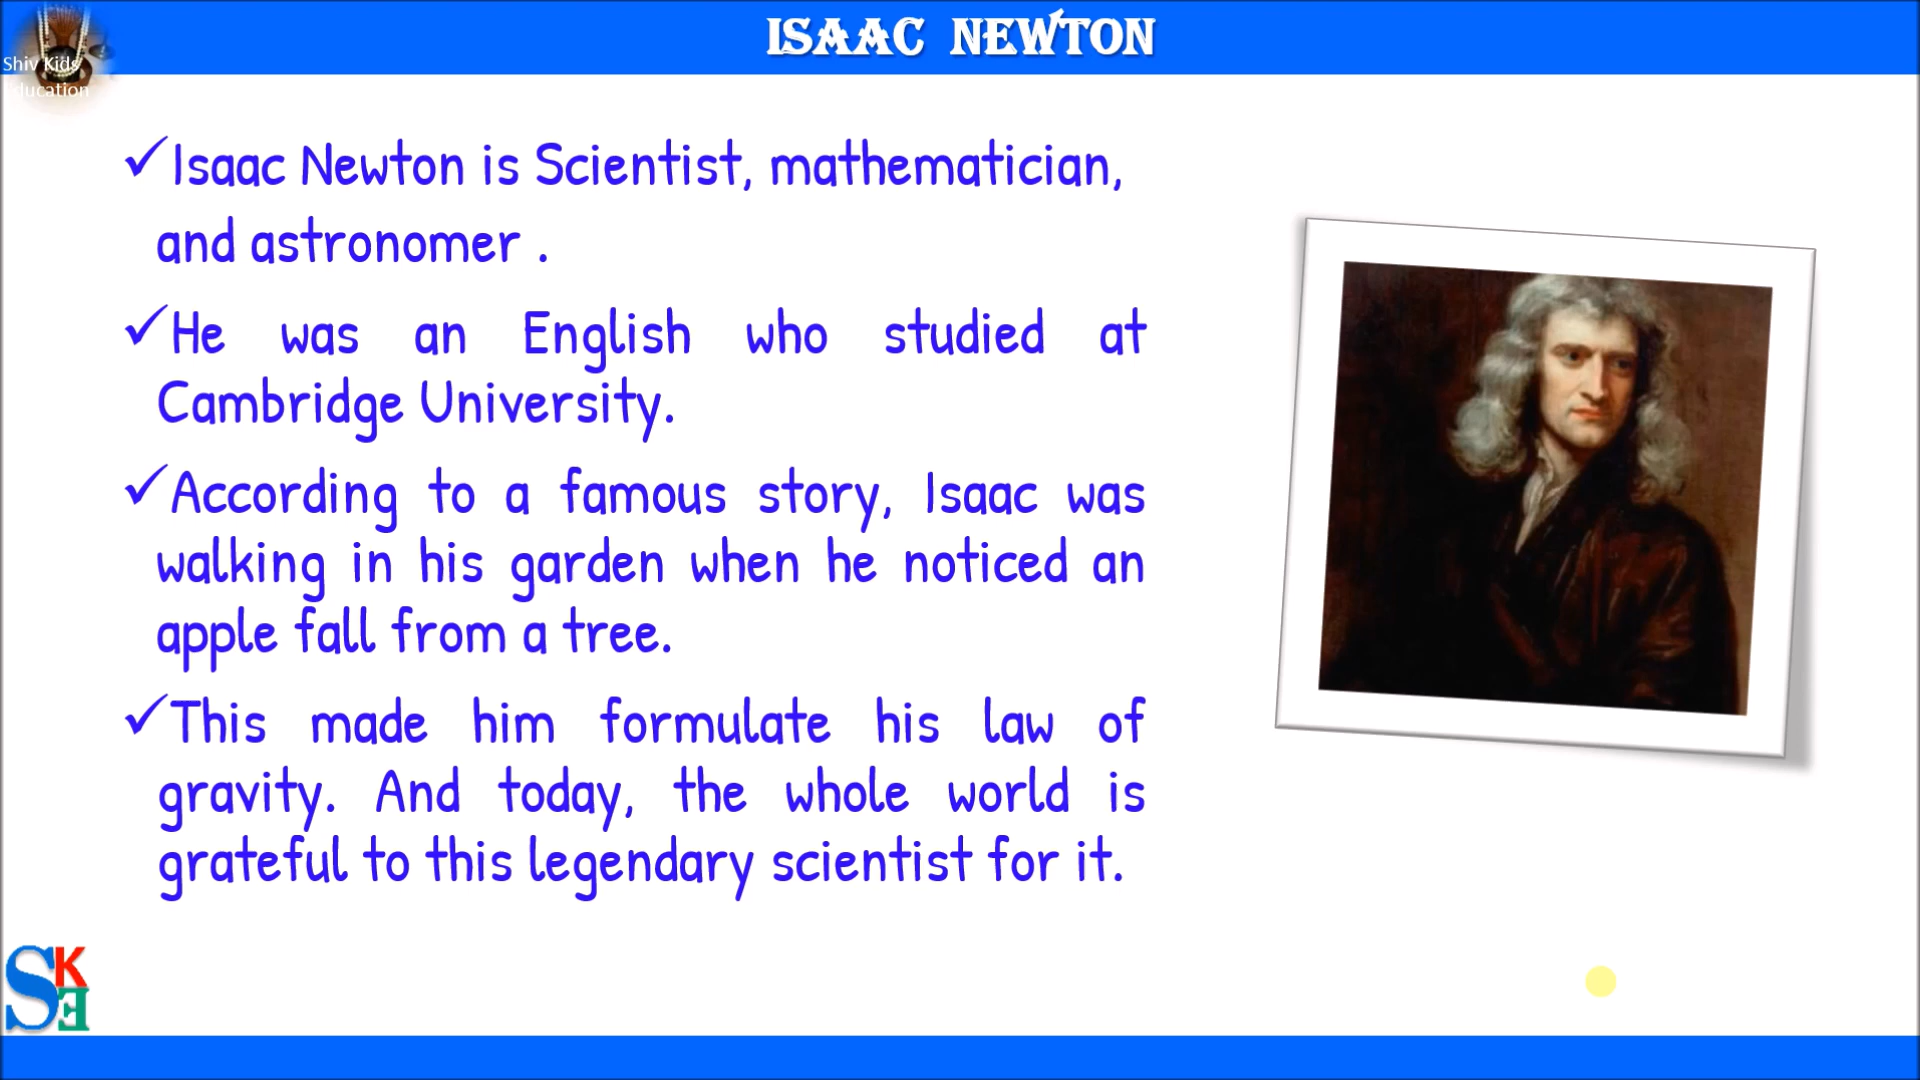 ISAAC NEWTON
Shiv Kids
Education
✓Isaac Newton is Scientist, mathematician,
and astronomer .
✓He was an English who studied at
Cambridge University.
✓According to a famous story, Isaac was
walking in his garden when he noticed an
apple fall from a tree.
✓This made him formulate his law of
gravity. And today, the whole world is
grateful to this legendary scientist for it.
SKE